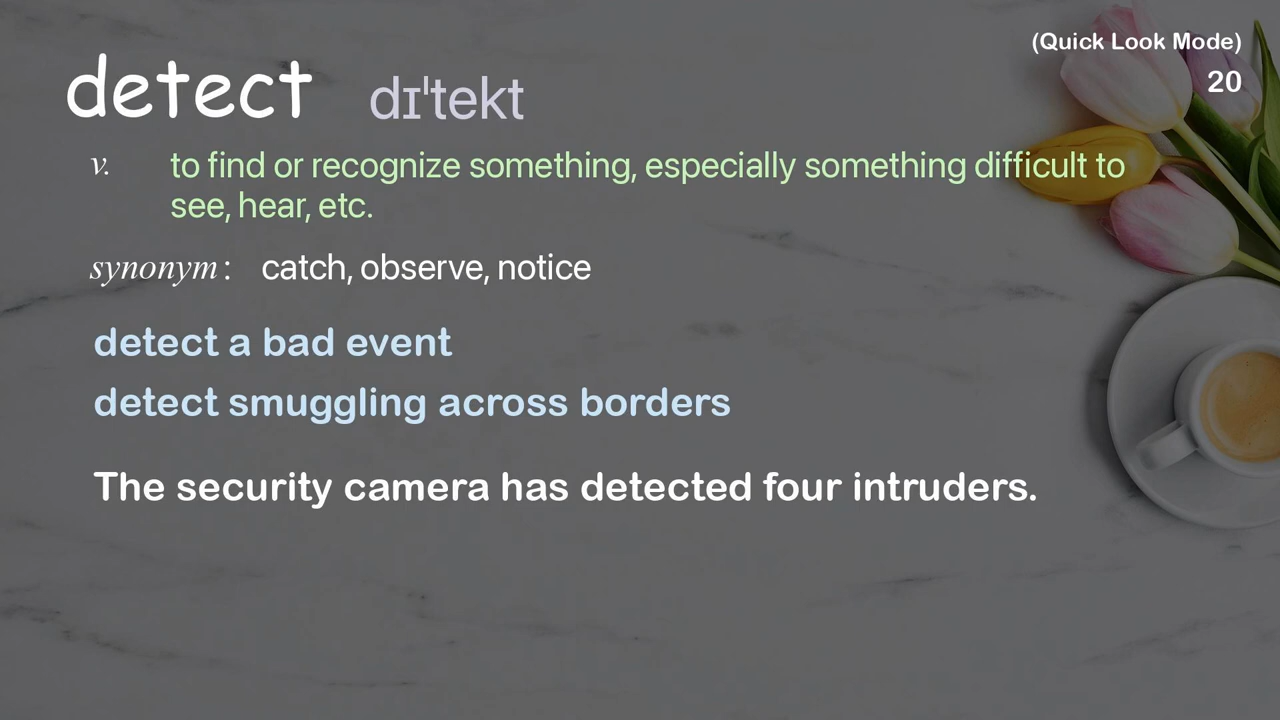 (Quick Look Mode)
detect dɪˈtekt
20
v. to find or recognize something, especially something difficult to
see, hear, etc.
synonym: catch, observe, notice
detect a bad event
detect smuggling across borders
The security camera has detected four intruders.